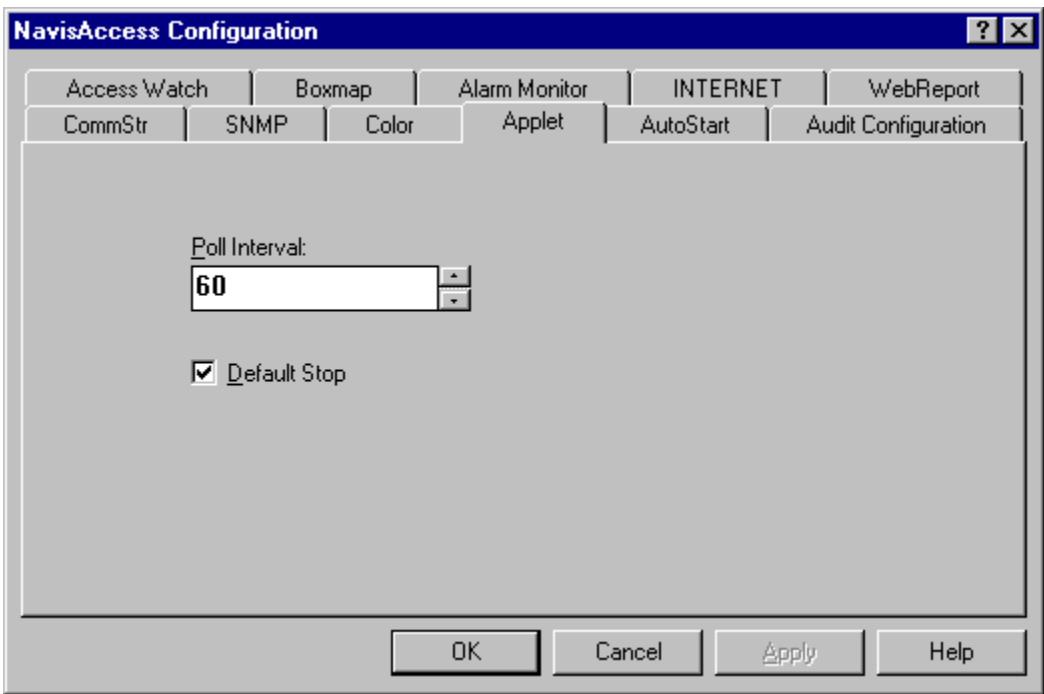 NavisAccess Configuration
Access Watch Boxmap Alarm Monitor INTERNET WebReport
CommStr SNMP Color Applet AutoStart Audit Configuration
Poll Interval:
60
Default Stop
OK Cancel Apply Help